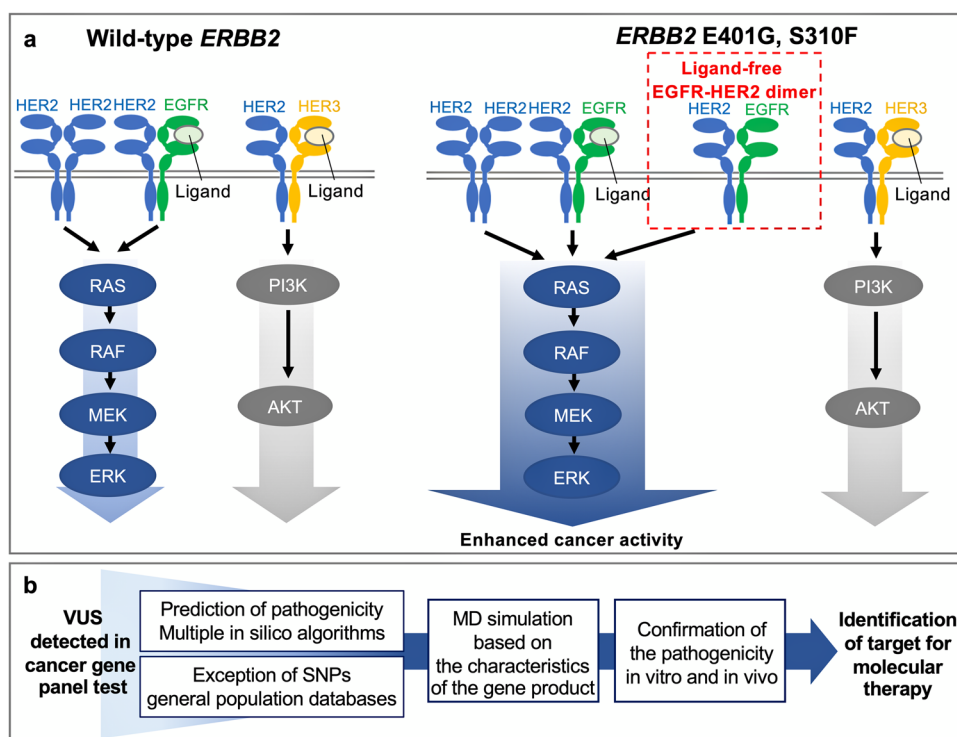 a
Wild-type ERBB2
HER2 HER2 HER2 EGFR
HER2 HER3
Ligand
Ligand
RAS
RAF
MEK
ERK
PI3K
AKT
ERBB2 E401G, S310F
Ligand-free
EGFR-HER2 dimer
HER2 HER2 HER2 EGFR
HER2 EGFR
HER2 HER3
Ligand
Ligand
RAS
RAF
MEK
ERK
PI3K
AKT
Enhanced cancer activity
b
VUS
detected in
cancer gene
panel test
Prediction of pathogenicity
Multiple in silico algorithms
Exception of SNPs
general population databases
MD simulation
based on
the characteristics
of the gene product
Confirmation of
the pathogenicity
in vitro and in vivo
Identification
of target for
molecular
therapy